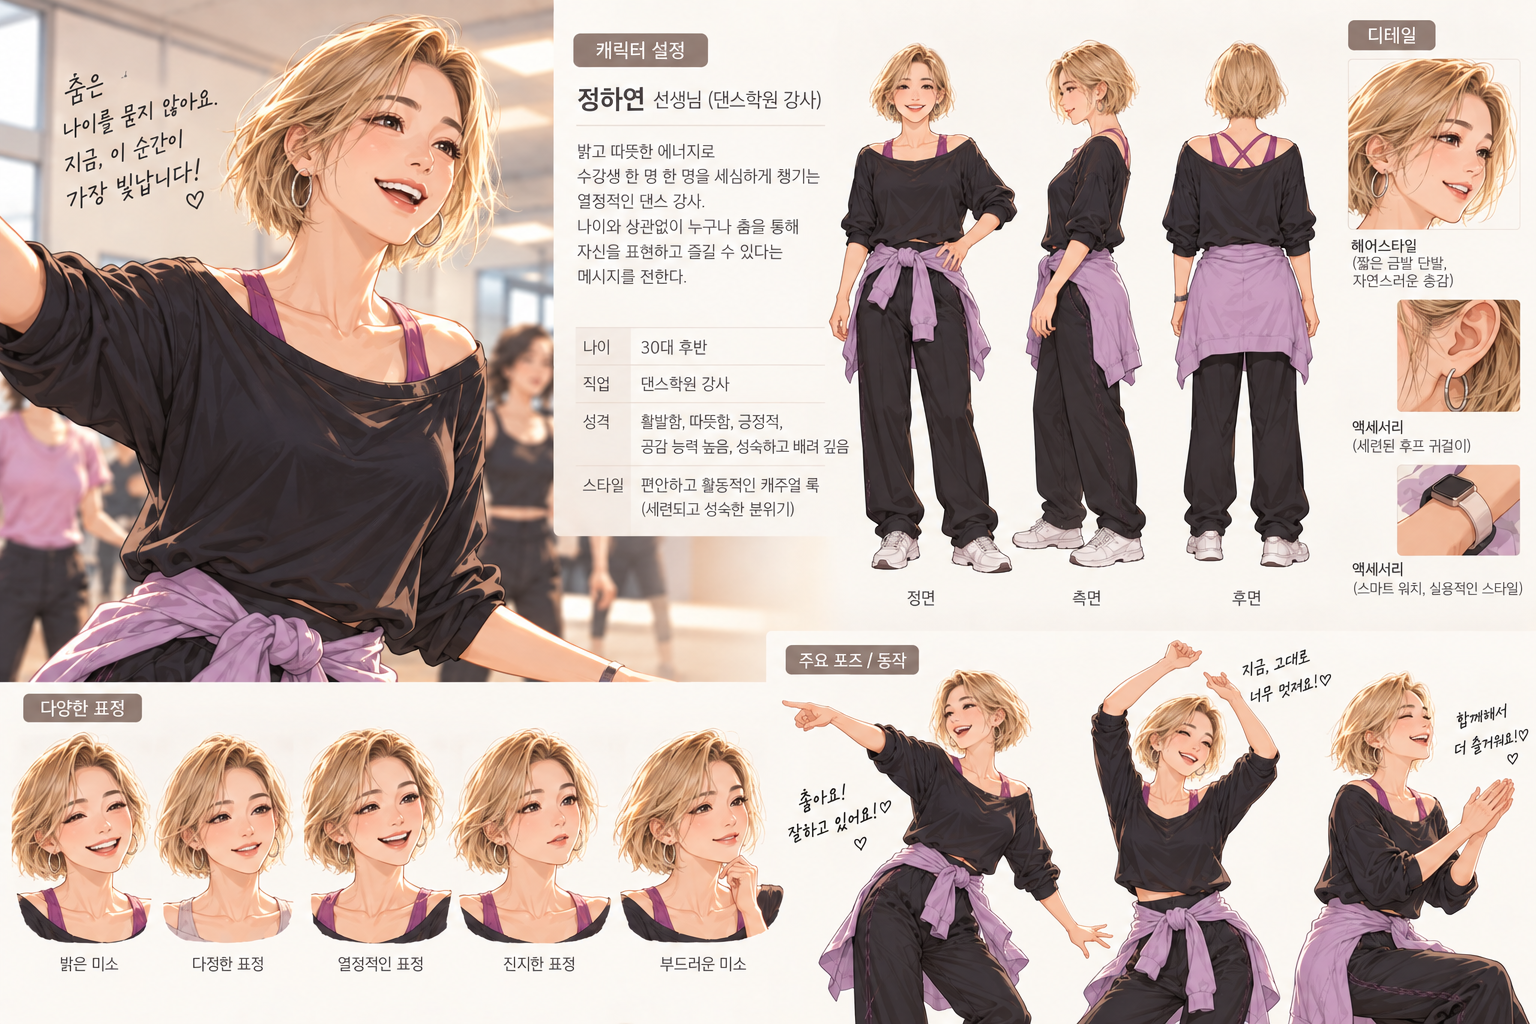 춤은
나이를 묻지 않아요.
지금, 이 순간이
가장 빛납니다!
♡
캐릭터 설정
정하연 선생님 (댄스학원 강사)
밝고 따뜻한 에너지로
수강생 한 명 한 명을 세심하게 챙기는
열정적인 댄스 강사.
나이와 상관없이 누구나 춤을 통해
자신을 표현하고 즐길 수 있다는
메시지를 전한다.
나이 30대 후반
직업 댄스학원 강사
성격 활발함, 따뜻함, 긍정적,
공감 능력 높음, 성숙하고 배려 깊음
스타일 편안하고 활동적인 캐주얼 룩
(세련되고 성숙한 분위기)
정면
측면
후면
디테일
헤어스타일
(짧은 금발 단발,
자연스러운 층감)
액세서리
(세련된 후프 귀걸이)
액세서리
(스마트 워치, 실용적인 스타일)
다양한 표정
밝은 미소
다정한 표정
열정적인 표정
진지한 표정
부드러운 미소
주요 포즈 / 동작
좋아요!
잘하고 있어요!♡
♡
지금, 고대로
너무 멋져요!♡
함께해서
더 즐거워요!♡
♡